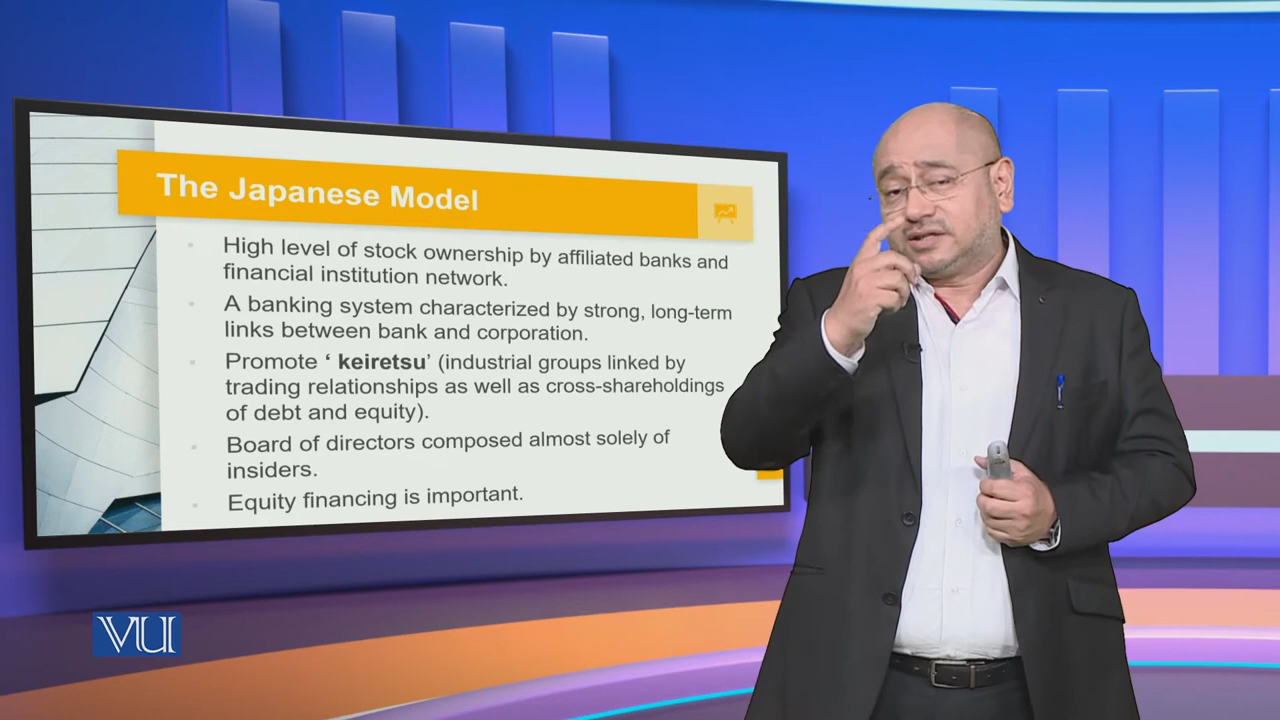 The Japanese Model
High level of stock ownership by affiliated banks and
financial institution network.
A banking system characterized by strong, long-term
links between bank and corporation.
Promote ‘ keiretsu’ (industrial groups linked by
trading relationships as well as cross-shareholdings
of debt and equity).
Board of directors composed almost solely of
insiders.
Equity financing is important.
VU